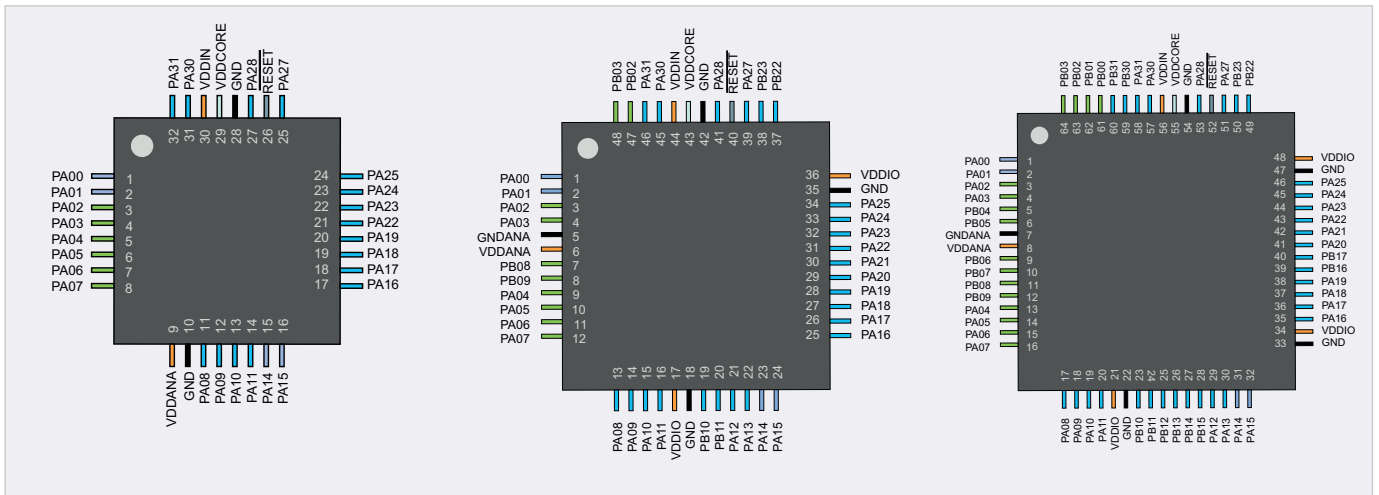 PA31 PA30 VDDIN VDDCORE GND PA28 RESET PA27
32 31 30 29 28 27 26 25
PA00 1
PA01 2
PA02 3
PA03 4
PA04 5
PA05 6
PA06 7
PA07 8
24 PA25
23 PA24
22 PA23
21 PA22
20 PA19
19 PA18
18 PA17
17 PA16
9 10 11 12 13 14 15 16
VDDANA GND PA08 PA09 PA10 PA11 PA14 PA15
PB03 PB02 PA31 PA30 VDDIN VDDCORE GND PA28 RESET PA27 PB23 PB22
48 47 46 45 44 43 42 41 40 39 38 37
PA00 1
PA01 2
PA02 3
PA03 4
GNDANA 5
VDDANA 6
PB08 7
PB09 8
PA04 9
PA05 10
PA06 11
PA07 12
36 VDDIO
35 GND
34 PA25
33 PA24
32 PA23
31 PA22
30 PA21
29 PA20
28 PA19
27 PA18
26 PA17
25 PA16
13 14 15 16 17 18 19 20 21 22 23 24
PA08 PA09 PA10 PA11 VDDIO GND PB10 PB11 PA12 PA13 PA14 PA15
PB03 PB02 PB01 PB00 PB31 PB30 PA31 PA30 VDDIN VDDCORE GND PA28 RESET PA27 PB23 PB22
64 63 62 61 60 59 58 57 56 55 54 53 52 51 50 49
PA00 1
PA01 2
PA02 3
PA03 4
PB04 5
PB05 6
GNDANA 7
VDDANA 8
PB06 9
PB07 10
PB08 11
PB09 12
PA04 13
PA05 14
PA06 15
PA07 16
48 VDDIO
47 GND
46 PA25
45 PA24
44 PA23
43 PA22
42 PA21
41 PA20
40 PB17
39 PB16
38 PA19
37 PA18
36 PA17
35 PA16
34 VDDIO
33 GND
17 18 19 20 21 22 23 24 25 26 27 28 29 30 31 32
PA08 PA09 PA10 PA11 VDDIO GND PB10 PB11 PB12 PB13 PB14 PB15 PA12 PA13 PA14 PA15